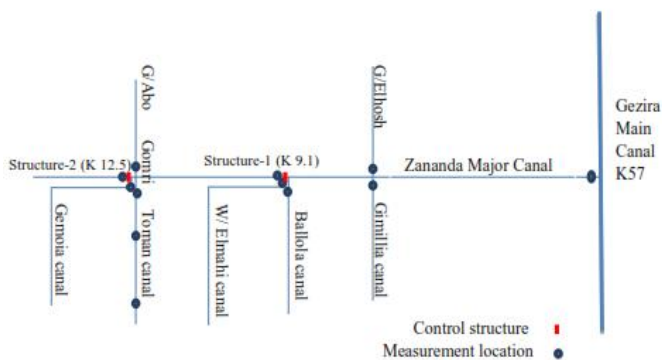 G/Abo
Gomri
G/Elhosh
Gezira
Main
Canal
K57
Structure-2 (K 12.5)
Structure-1 (K 9.1)
Zananda Major Canal
Gemoia canal
Toman canal
W/ Elmahi canal
Ballola canal
Gimillia canal
Control structure
Measurement location